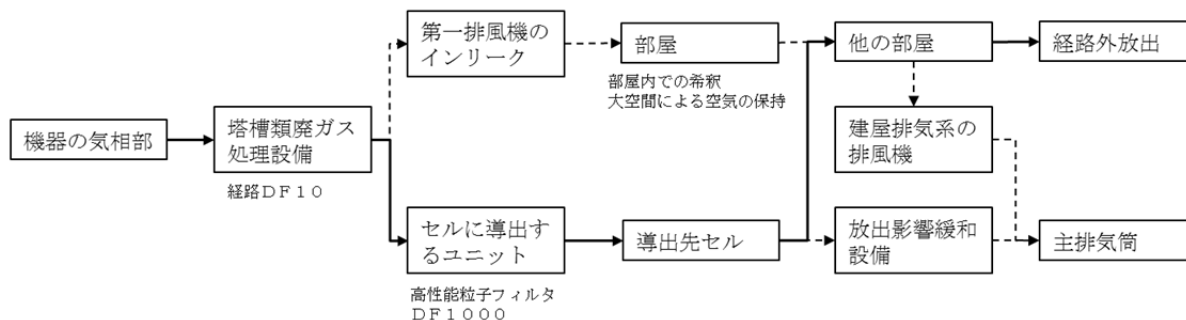 機器の気相部
塔槽類廃ガス
処理設備
経路ＤＦ１０
第一排風機の
インリーク
部屋
部屋内での希釈
大空間による空気の保持
他の部屋
経路外放出
建屋排気系の
排風機
セルに導出す
るユニット
高性能粒子フィルタ
ＤＦ１０００
導出先セル
放出影響緩和
設備
主排気筒